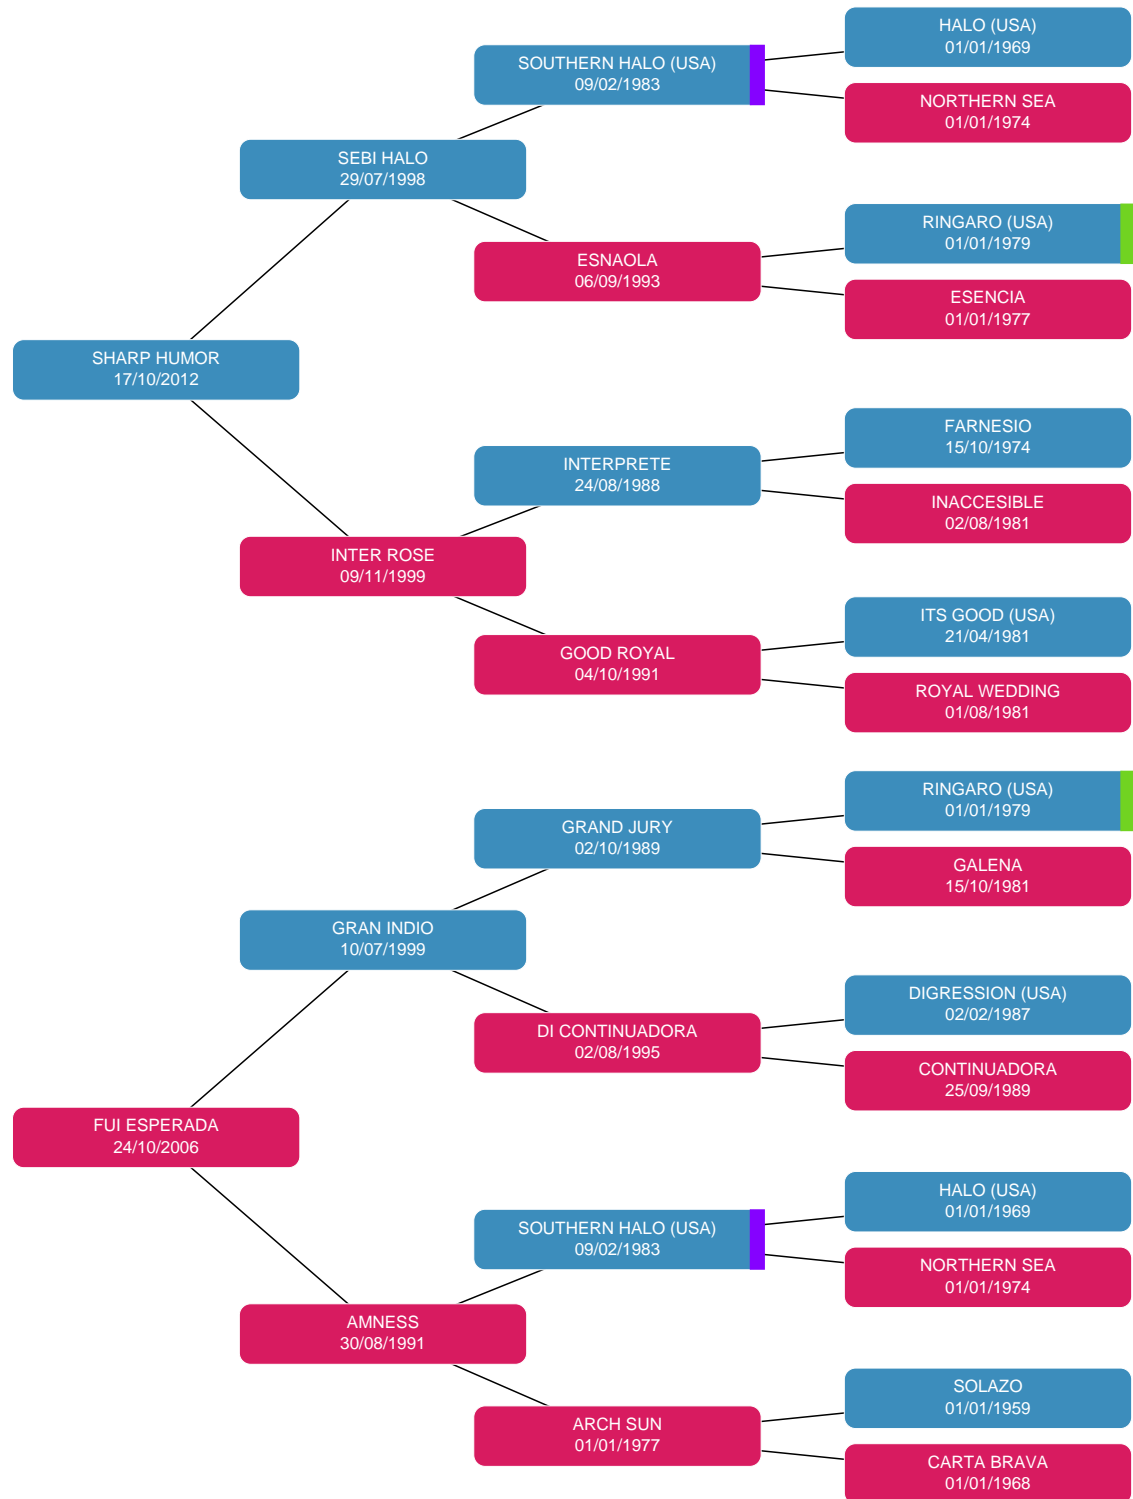 HALO (USA)
01/01/1969
SOUTHERN HALO (USA)
09/02/1983
NORTHERN SEA
01/01/1974
SEBI HALO
29/07/1998
RINGARO (USA)
01/01/1979
ESNAOLA
06/09/1993
ESENCIA
01/01/1977
SHARP HUMOR
17/10/2012
FARNESIO
15/10/1974
INTERPRETE
24/08/1988
INACCESIBLE
02/08/1981
INTER ROSE
09/11/1999
ITS GOOD (USA)
21/04/1981
GOOD ROYAL
04/10/1991
ROYAL WEDDING
01/08/1981
RINGARO (USA)
01/01/1979
GRAND JURY
02/10/1989
GALENA
15/10/1981
GRAN INDIO
10/07/1999
DIGRESSION (USA)
02/02/1987
DI CONTINUADORA
02/08/1995
CONTINUADORA
25/09/1989
FUI ESPERADA
24/10/2006
HALO (USA)
01/01/1969
SOUTHERN HALO (USA)
09/02/1983
NORTHERN SEA
01/01/1974
AMNESS
30/08/1991
SOLAZO
01/01/1959
ARCH SUN
01/01/1977
CARTA BRAVA
01/01/1968